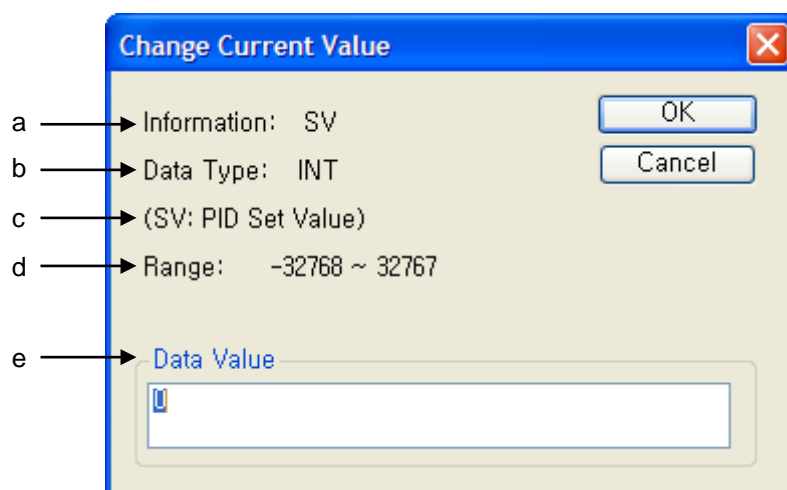 Change Current Value
a Information: SV OK
b Data Type: INT Cancel
c (SV: PID Set Value)
d Range: -32768 ~ 32767
e Data Value